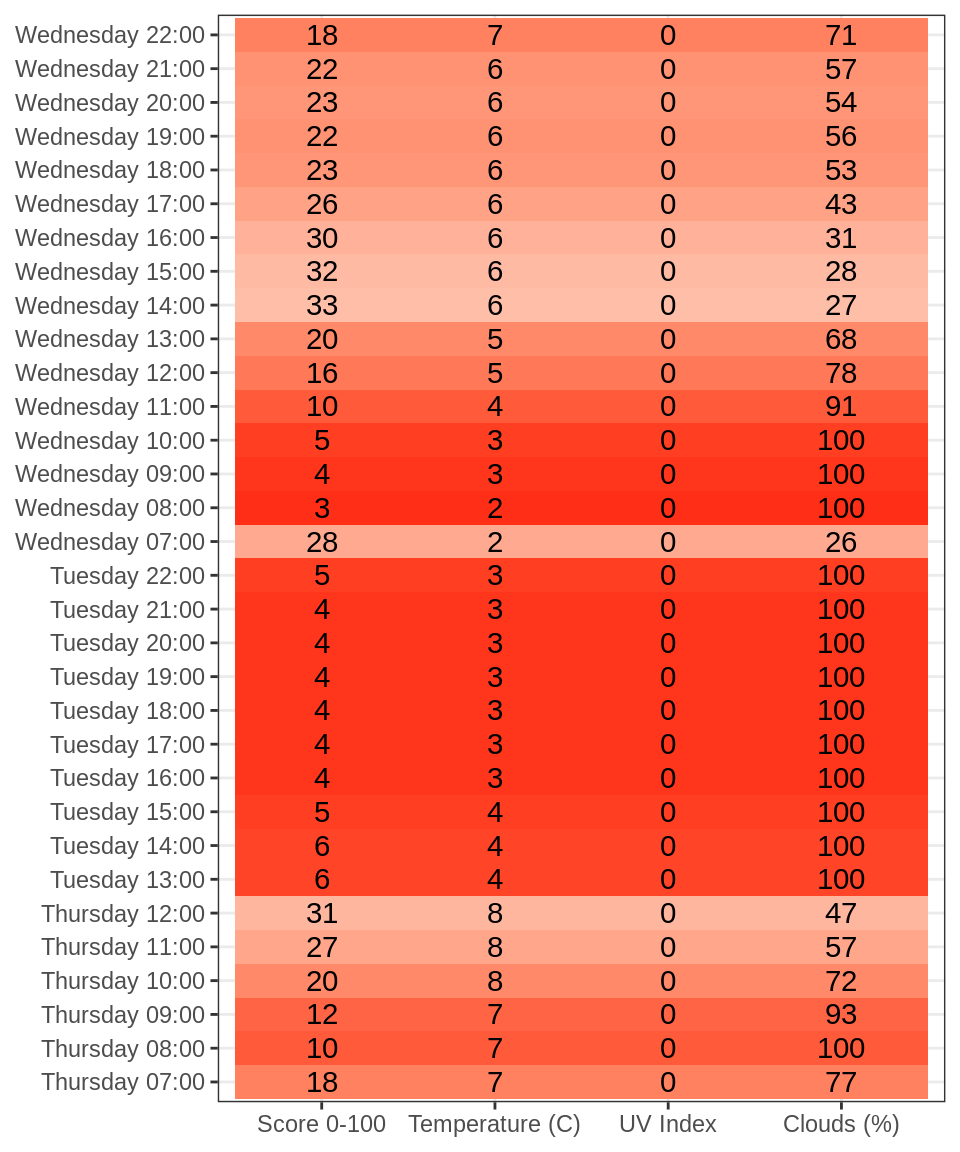 Wednesday 22:00 18 7 0 71
Wednesday 21:00 22 6 0 57
Wednesday 20:00 23 6 0 54
Wednesday 19:00 22 6 0 56
Wednesday 18:00 23 6 0 53
Wednesday 17:00 26 6 0 43
Wednesday 16:00 30 6 0 31
Wednesday 15:00 32 6 0 28
Wednesday 14:00 33 6 0 27
Wednesday 13:00 20 5 0 68
Wednesday 12:00 16 5 0 78
Wednesday 11:00 10 4 0 91
Wednesday 10:00 5 3 0 100
Wednesday 09:00 4 3 0 100
Wednesday 08:00 3 2 0 100
Wednesday 07:00 28 2 0 26
Tuesday 22:00 5 3 0 100
Tuesday 21:00 4 3 0 100
Tuesday 20:00 4 3 0 100
Tuesday 19:00 4 3 0 100
Tuesday 18:00 4 3 0 100
Tuesday 17:00 4 3 0 100
Tuesday 16:00 4 3 0 100
Tuesday 15:00 5 4 0 100
Tuesday 14:00 6 4 0 100
Tuesday 13:00 6 4 0 100
Thursday 12:00 31 8 0 47
Thursday 11:00 27 8 0 57
Thursday 10:00 20 8 0 72
Thursday 09:00 12 7 0 93
Thursday 08:00 10 7 0 100
Thursday 07:00 18 7 0 77
Score 0-100 Temperature (C) UV Index Clouds (%)